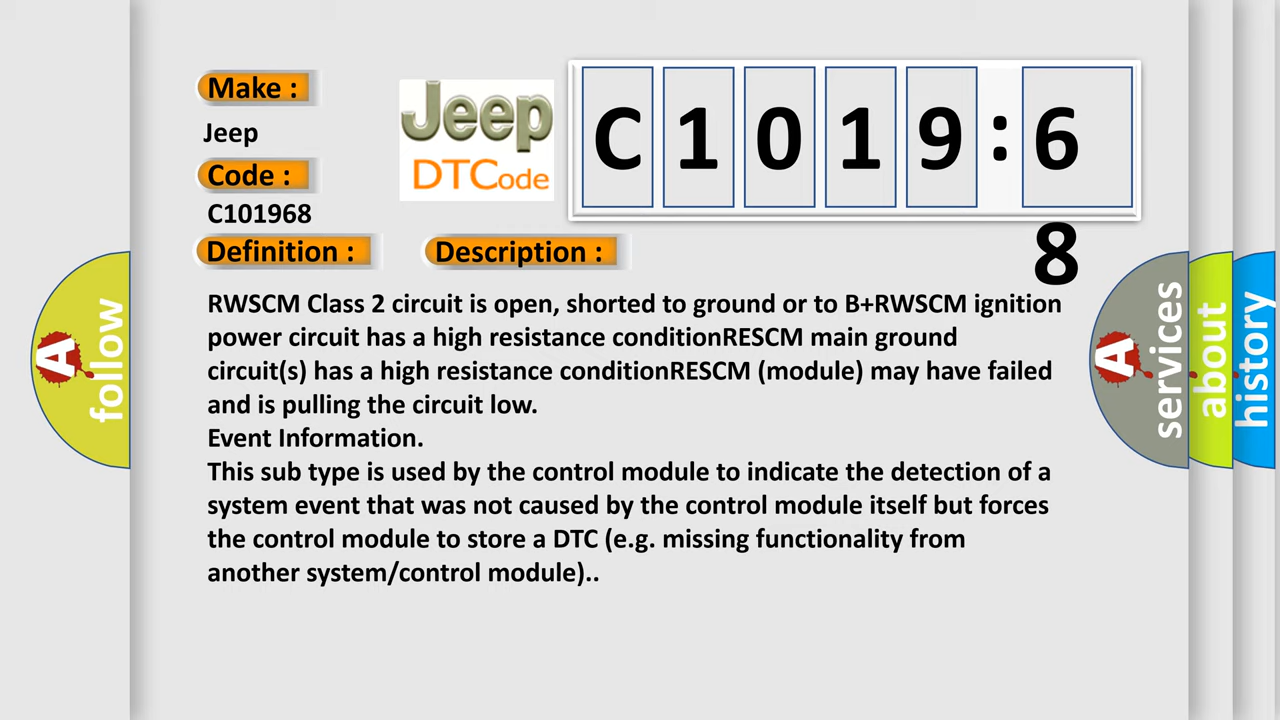 Make :
Jeep
Code :
C101968
Definition :
Description :
Jeep
DTCode
C1019:6
8
RWSCM Class 2 circuit is open, shorted to ground or to B+RWSCM ignition
power circuit has a high resistance conditionRESCM main ground
circuit(s) has a high resistance conditionRESCM (module) may have failed
and is pulling the circuit low.
Event Information.
This sub type is used by the control module to indicate the detection of a
system event that was not caused by the control module itself but forces
the control module to store a DTC (e.g. missing functionality from
another system/control module)..
A
follow
A
services
about
history